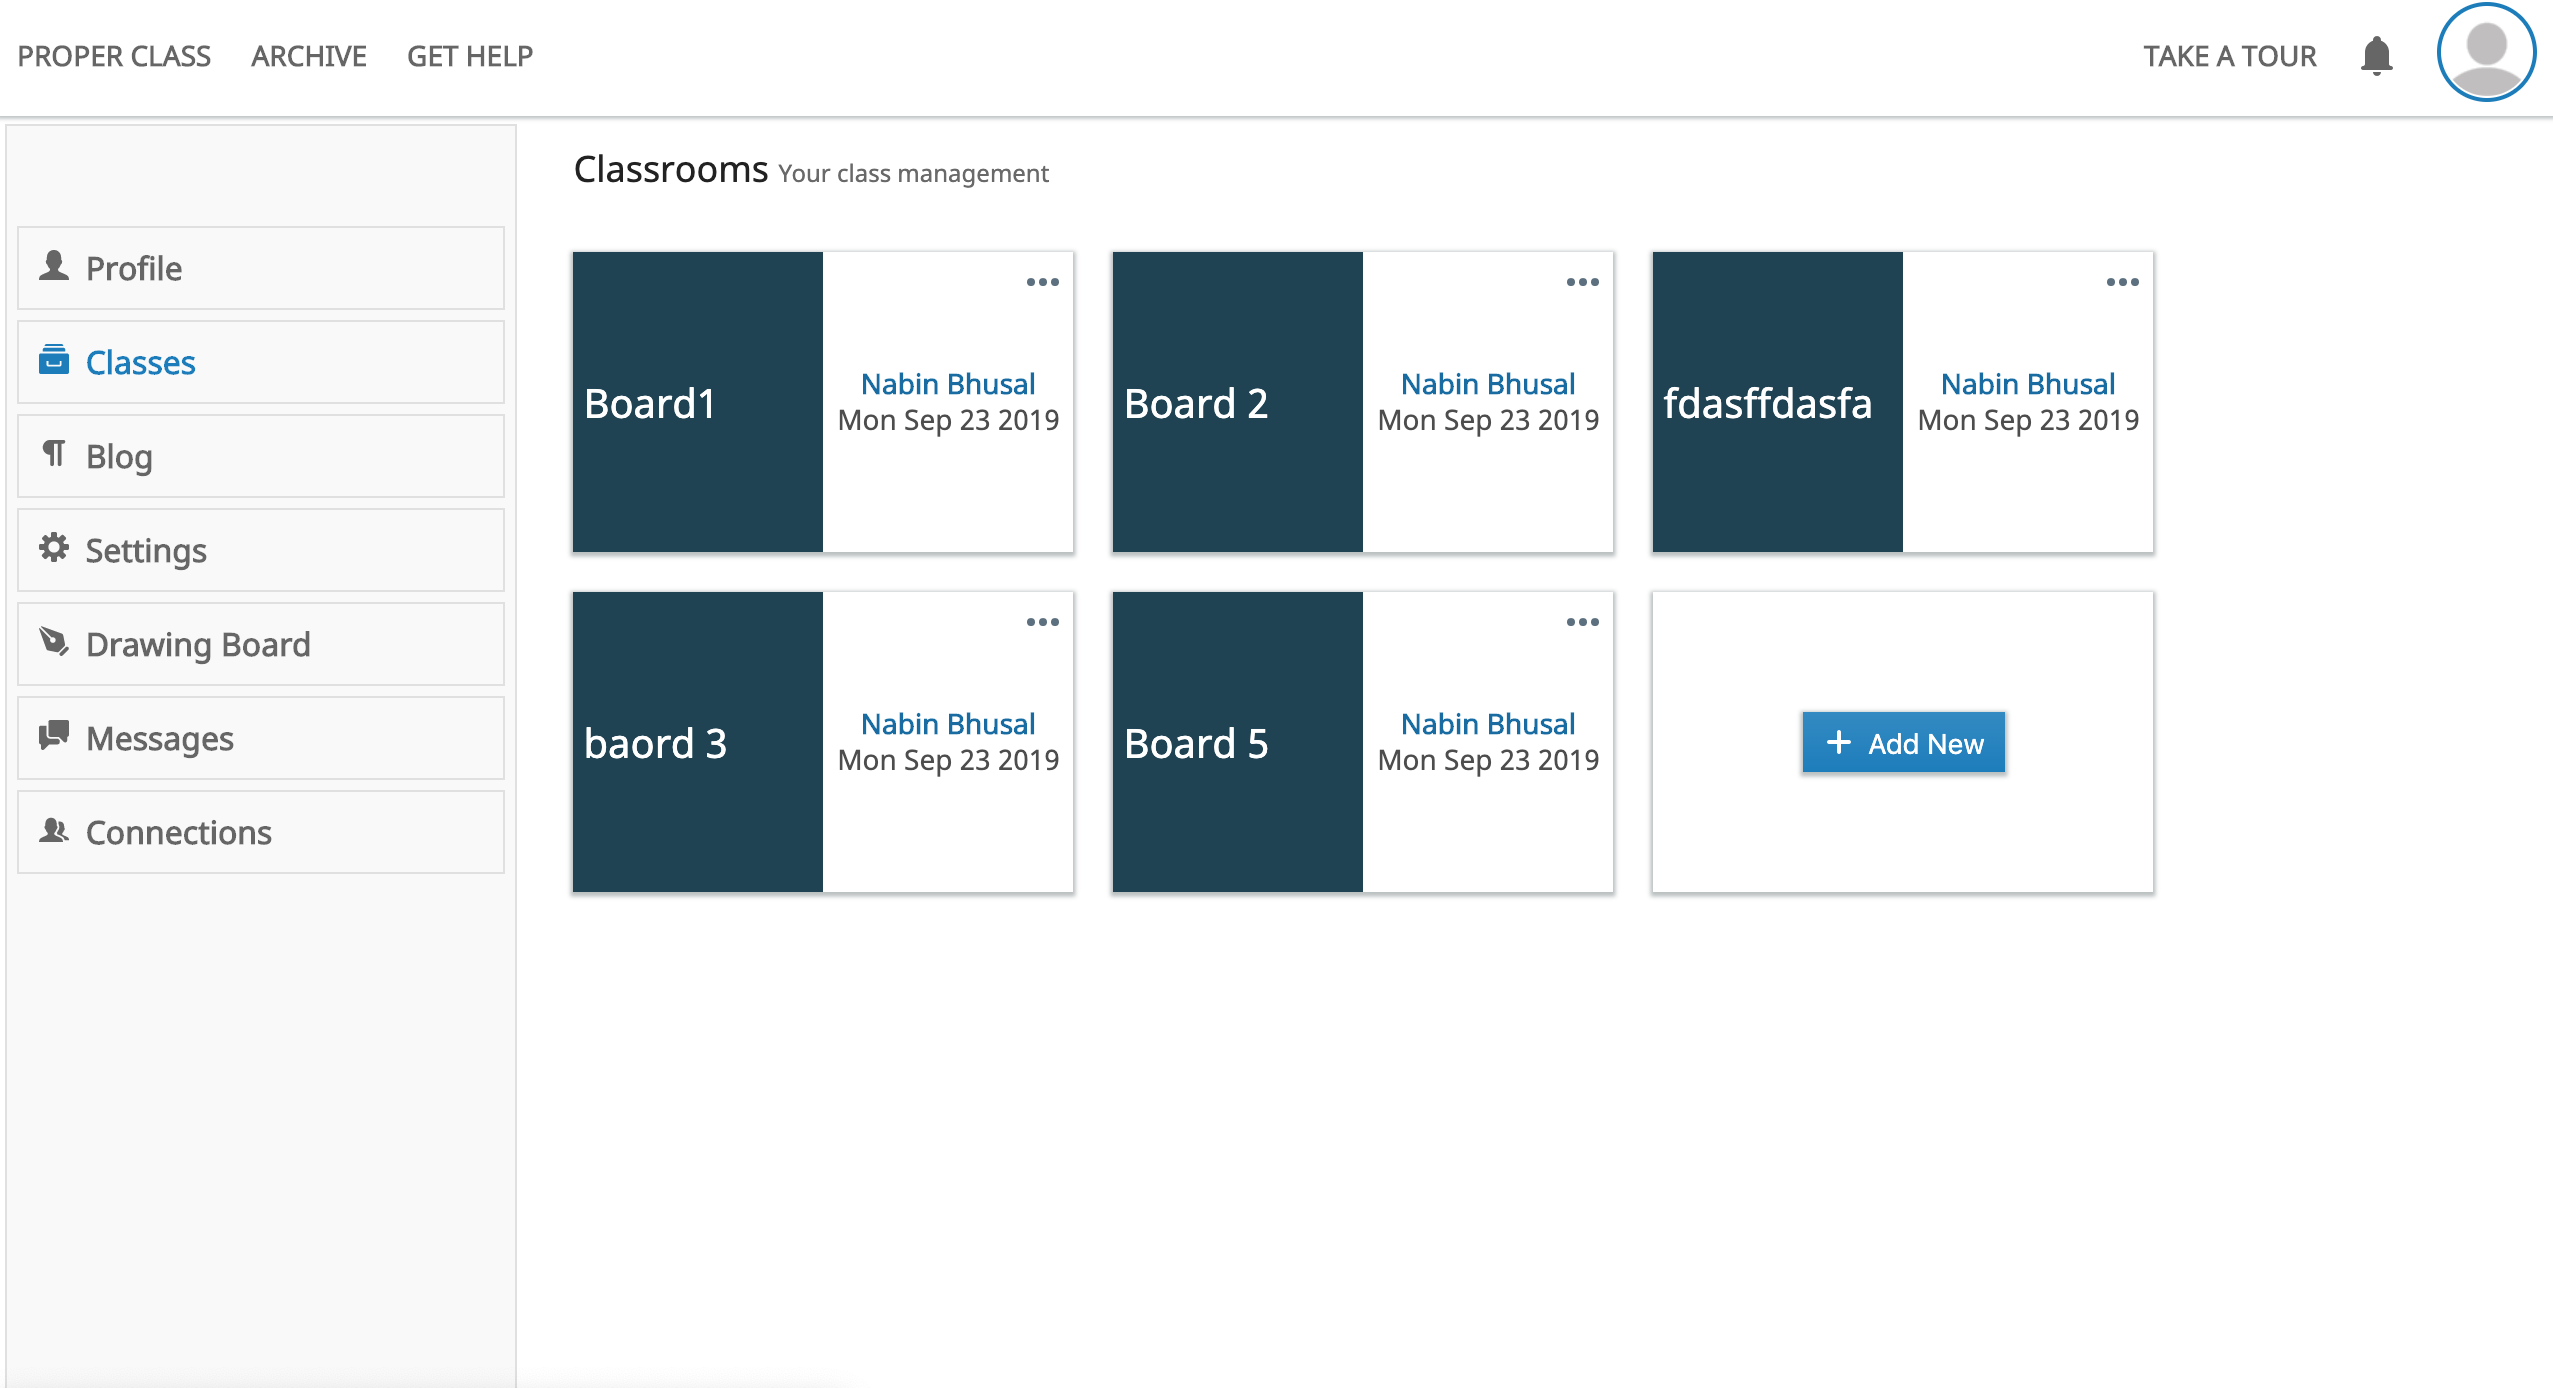 PROPER CLASS ARCHIVE GET HELP TAKE A TOUR
Profile
Classes
Blog
Settings
Drawing Board
Messages
Connections
Classrooms Your class management
Board1
Nabin Bhusal
Mon Sep 23 2019
Board 2
Nabin Bhusal
Mon Sep 23 2019
fdasffdasfa
Nabin Bhusal
Mon Sep 23 2019
baord 3
Nabin Bhusal
Mon Sep 23 2019
Board 5
Nabin Bhusal
Mon Sep 23 2019
+ Add New